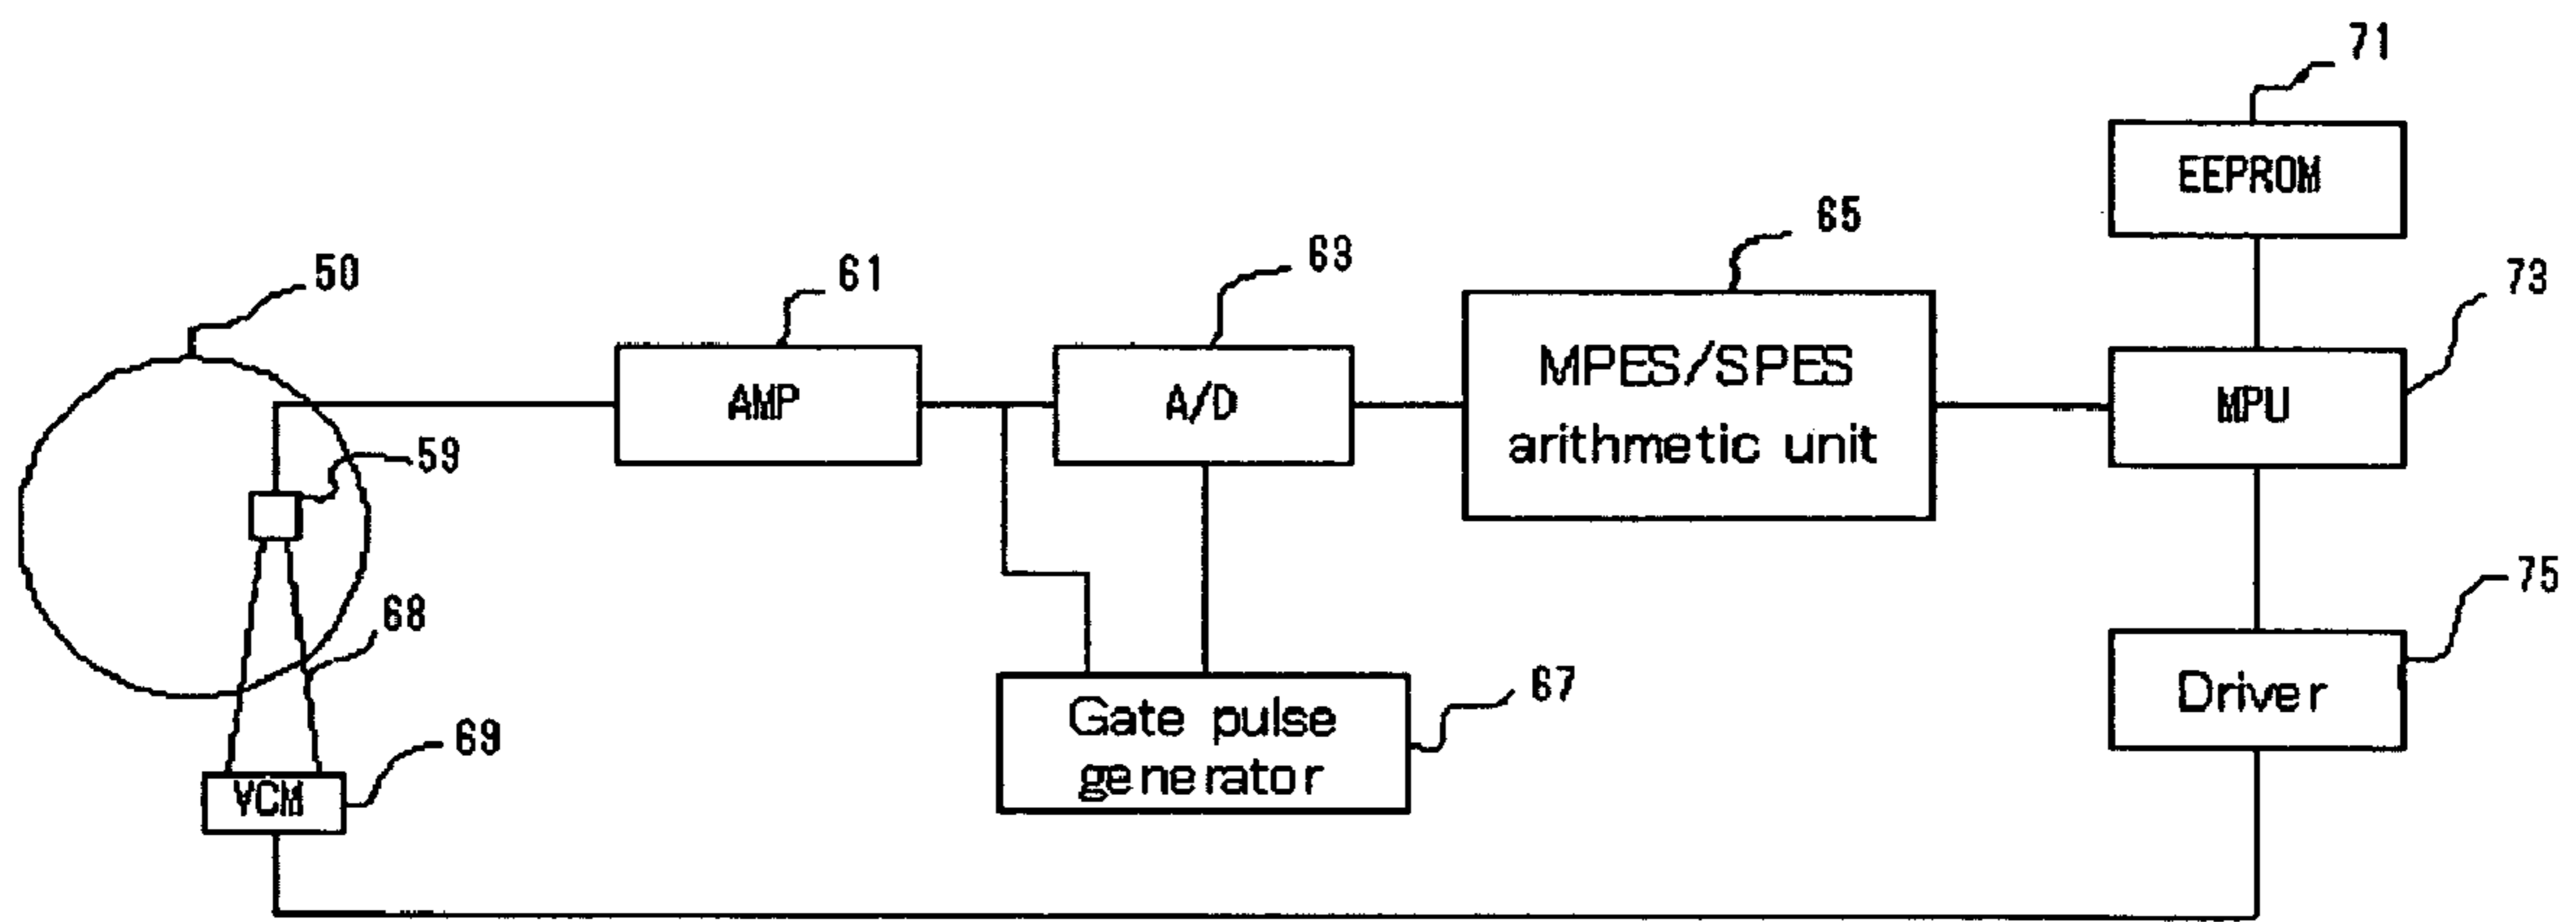 71
EEPROM
65
63
50
61
73
MPES/SPES
arithmetic unit
AMP
A/D
MPU
59
75
68
67
Driver
Gate pulse
generator
69
VCM